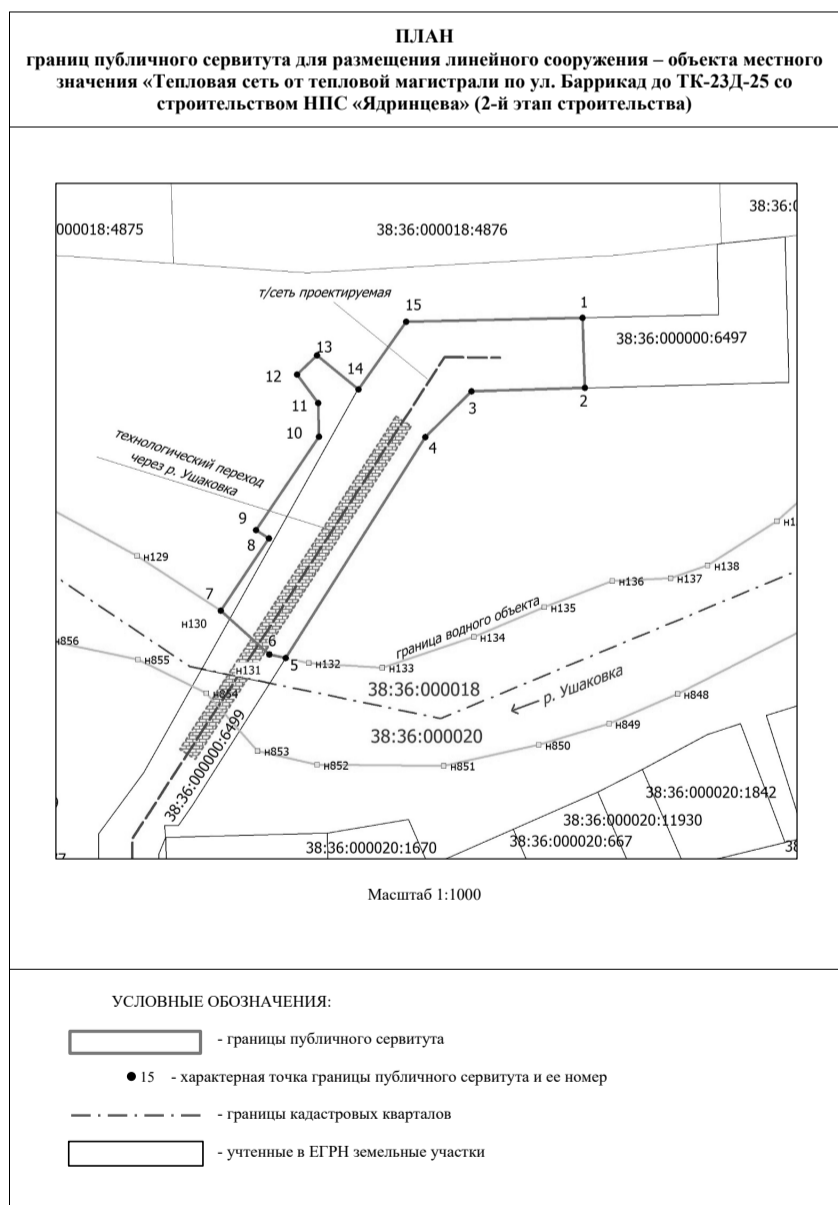 ПЛАН
границ публичного сервитута для размещения линейного сооружения – объекта местного
значения «Тепловая сеть от тепловой магистрали по ул. Баррикад до ТК-23Д-25 со
строительством НПС «Ядринцева» (2-й этап строительства)
38:36:0
000018:4875
38:36:000018:4876
т/сеть проектируемая
15
1
38:36:000000:6497
13
14
12
2
3
11
10
4
технологический переход
через р. Ушаковка
9
8
н1
н129
н138
н136
н137
7
н135
н130
граница водного объекта
н134
н856
6
5
н855
н131
н132
н133
38:36:000018
р. Ушаковка
н854
н848
38:36:000020
н849
н853
н850
н852
н851
38:36:000000:6499
38:36:000020:1842
38:36:000020:11930
38:36:000020:667
38:36:000020:1670
38
Масштаб 1:1000
УСЛОВНЫЕ ОБОЗНАЧЕНИЯ:
- границы публичного сервитута
15 - характерная точка границы публичного сервитута и ее номер
- границы кадастровых кварталов
- учтенные в ЕГРН земельные участки